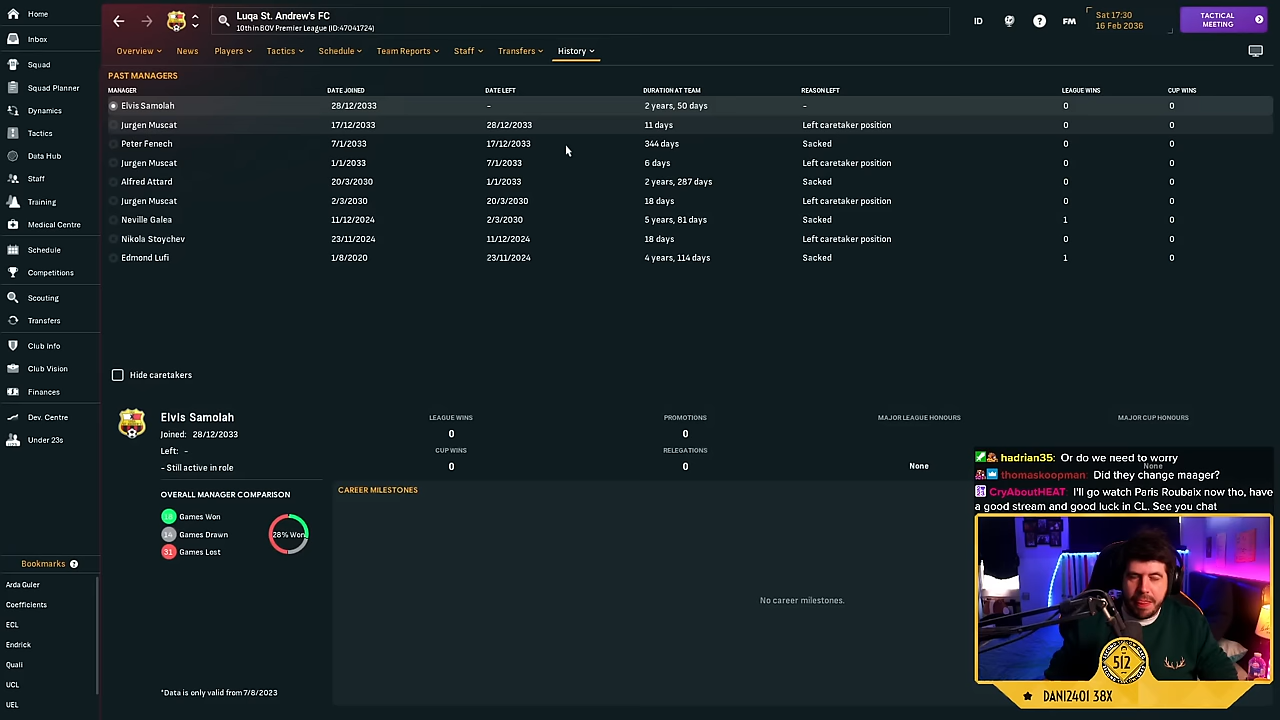 Home
Inbox
Squad
Squad Planner
Dynamics
Tactics
Data Hub
Staff
Training
Medical Centre
Schedule
Competitions
Scouting
Transfers
Club Info
Club Vision
Finances
Dev. Centre
Under 23s
Bookmarks ?
Arda Guler
Coefficients
ECL
Endrick
Quali
UCL
UEL
Luqa St. Andrew's FC
10th in BOV Premier League (ID:47041724)
ID
?
FM
Sat 17:30
16 Feb 2036
TACTICAL
MEETING
Overview News Players Tactics Schedule Team Reports Staff Transfers History
PAST MANAGERS
MANAGER DATE JOINED DATE LEFT DURATION AT TEAM REASON LEFT LEAGUE WINS CUP WINS
Elvis Samolah 28/12/2033 - 2 years, 50 days - 0 0
Jurgen Muscat 17/12/2033 28/12/2033 11 days Left caretaker position 0 0
Peter Fenech 7/1/2033 17/12/2033 344 days Sacked 0 0
Jurgen Muscat 1/1/2033 7/1/2033 6 days Left caretaker position 0 0
Alfred Attard 20/3/2030 1/1/2033 2 years, 287 days Sacked 0 0
Jurgen Muscat 2/3/2030 20/3/2030 18 days Left caretaker position 0 0
Neville Galea 11/12/2024 2/3/2030 5 years, 81 days Sacked 1 0
Nikola Stoychev 23/11/2024 11/12/2024 18 days Left caretaker position 0 0
Edmond Lufi 1/8/2020 23/11/2024 4 years, 114 days Sacked 1 0
Hide caretakers
Elvis Samolah
Joined: 28/12/2033
Left: -
- Still active in role
LEAGUE WINS
0
CUP WINS
0
PROMOTIONS
0
RELEGATIONS
0
MAJOR LEAGUE HONOURS
None
MAJOR CUP HONOURS
None
OVERALL MANAGER COMPARISON
Games Won
14 Games Drawn
31 Games Lost
28% Won
*Data is only valid from 7/8/2023
CAREER MILESTONES
No career milestones.
hadrian35: Or do we need to worry
thomaskoopman: Did they change maager?
CryAboutHEAT: I'll go watch Paris Roubaix now tho, have
a good stream and good luck in CL. See you chat
512
DANI2401 38X